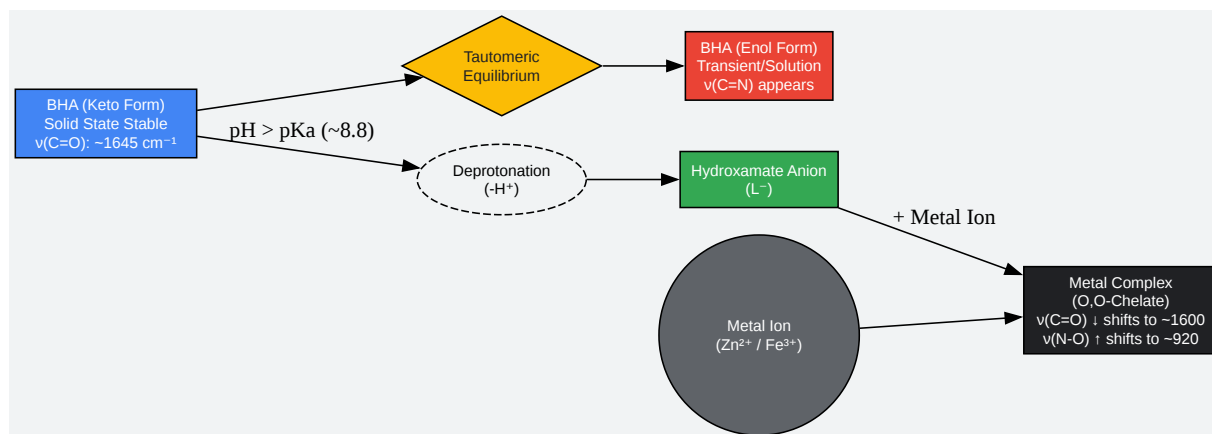 Tautomeric
Equilibrium
BHA (Enol Form)
Transient/Solution
ν(C=N) appears
BHA (Keto Form)
Solid State Stable
ν(C=O): ~1645 cm⁻¹
pH > pKa (~8.8)
Deprotonation
(-H⁺)
Hydroxamate Anion
(L⁻)
+ Metal Ion
Metal Ion
(Zn²⁺ / Fe³⁺)
Metal Complex
(O,O-Chelate)
ν(C=O) ↓ shifts to ~1600
ν(N-O) ↑ shifts to ~920